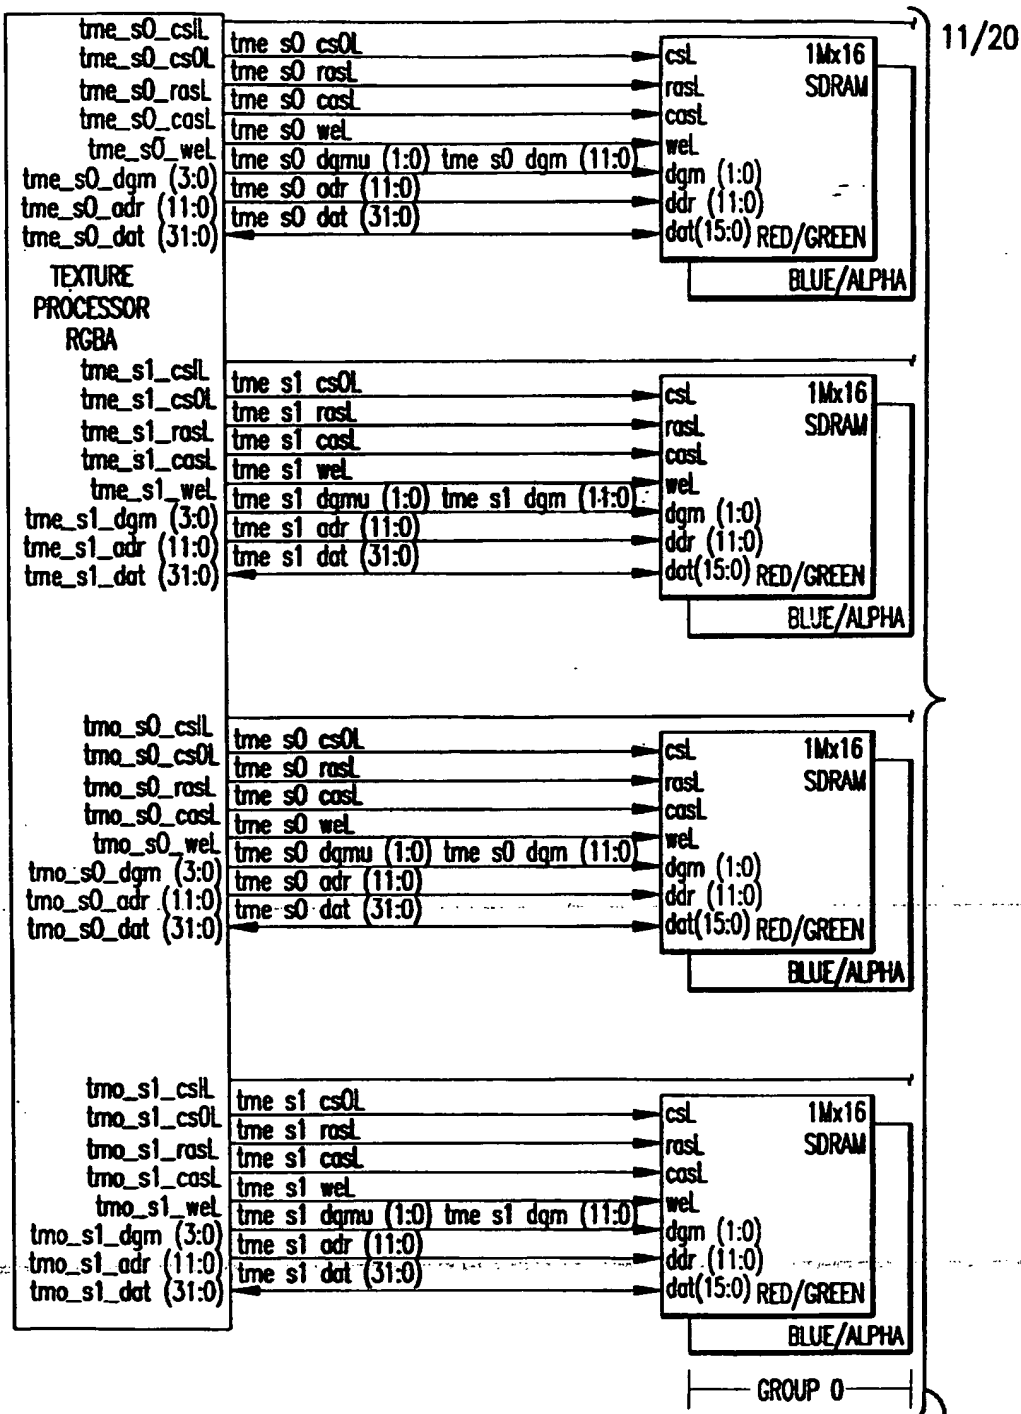 11/20
tme_s0_cs1L
tme_s0_cs0L tme s0 cs0L csL 1Mx16
tme_s0_rasL tme s0 rasL rasL SDRAM
tme_s0_casL tme s0 casL casL
tme_s0_weL tme s0 weL weL
tme_s0_dqm (3:0) tme s0 dqmu (1:0) tme s0 dqm (11:0) dqm (1:0)
tme_s0_adr (11:0) tme s0 adr (11:0) ddr (11:0)
tme_s0_dat (31:0) tme s0 dat (31:0) dat(15:0) RED/GREEN
BLUE/ALPHA
TEXTURE
PROCESSOR
RGBA
tme_s1_cs1L
tme_s1_cs0L tme s1 cs0L csL 1Mx16
tme_s1_rasL tme s1 rasL rasL SDRAM
tme_s1_casL tme s1 casL casL
tme_s1_weL tme s1 weL weL
tme_s1_dqm (3:0) tme s1 dqmu (1:0) tme s1 dqm (11:0) dqm (1:0)
tme_s1_adr (11:0) tme s1 adr (11:0) ddr (11:0)
tme_s1_dat (31:0) tme s1 dat (31:0) dat(15:0) RED/GREEN
BLUE/ALPHA
tmo_s0_cs1L
tmo_s0_cs0L tme s0 cs0L csL 1Mx16
tmo_s0_rasL tme s0 rasL rasL SDRAM
tmo_s0_casL tme s0 casL casL
tmo_s0_weL tme s0 weL weL
tmo_s0_dqm (3:0) tme s0 dqmu (1:0) tme s0 dqm (11:0) dqm (1:0)
tmo_s0_adr (11:0) tme s0 adr (11:0) ddr (11:0)
tmo_s0_dat (31:0) tme s0 dat (31:0) dat(15:0) RED/GREEN
BLUE/ALPHA
tmo_s1_cs1L
tmo_s1_cs0L tme s1 cs0L csL 1Mx16
tmo_s1_rasL tme s1 rasL rasL SDRAM
tmo_s1_casL tme s1 casL casL
tmo_s1_weL tme s1 weL weL
tmo_s1_dqm (3:0) tme s1 dqmu (1:0) tme s1 dqm (11:0) dqm (1:0)
tmo_s1_adr (11:0) tme s1 adr (11:0) ddr (11:0)
tmo_s1_dat (31:0) tme s1 dat (31:0) dat(15:0) RED/GREEN
BLUE/ALPHA
GROUP 0